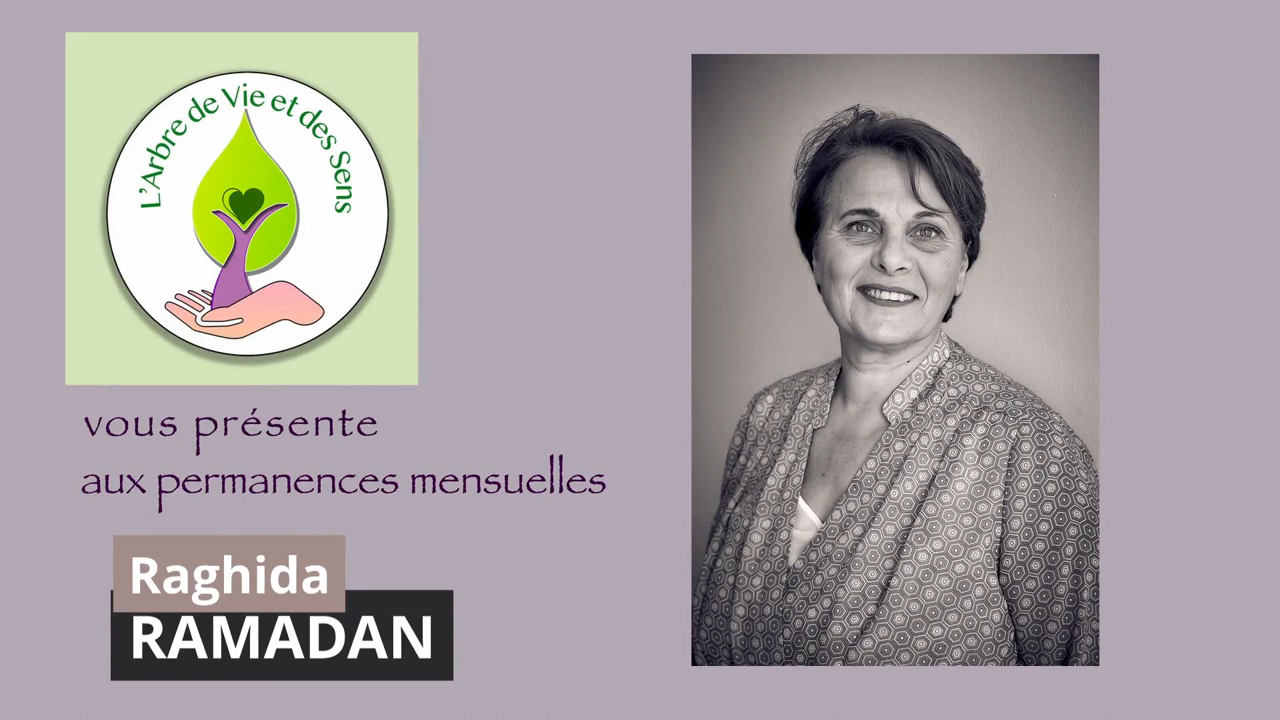 L'Arbre de Vie et des Sens
vous présente
aux permanences mensuelles
Raghida
RAMADAN